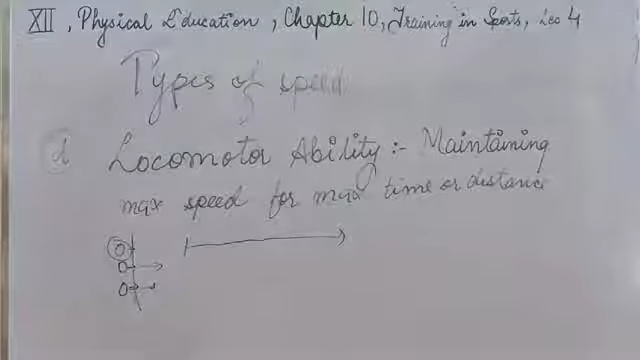 XII, Physical Education, Chapter 10, Training in Sports, Lec 4
Types of speed
d Locomotor Ability :- Maintaining
max speed for max time or distance